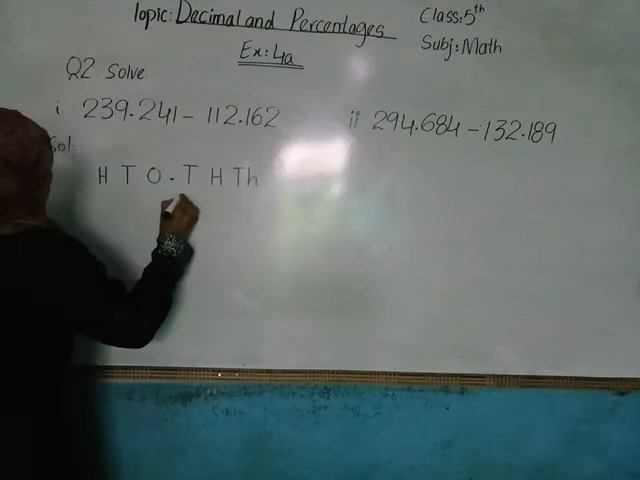 Topic: Decimal and Percentages
Class: 5th
Subj: Math
Ex: 4a
Q2 Solve.
i. 239.241 - 112.162
ii 294.684 - 132.189
Sol:
H T O . T H Th